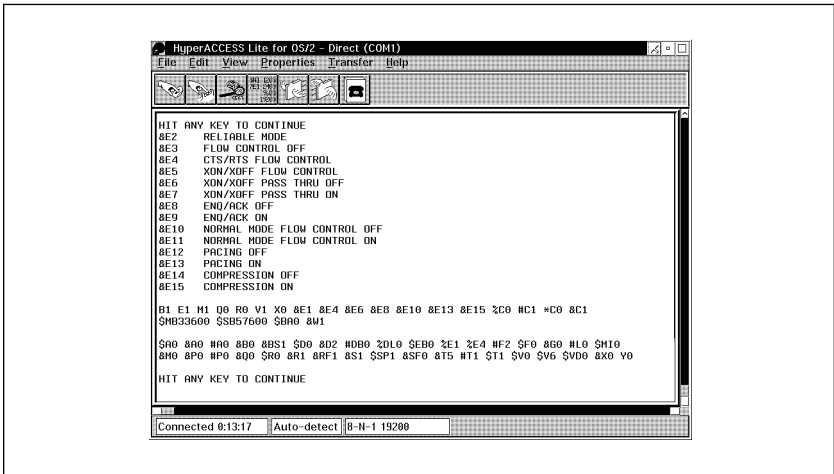 HyperACCESS Lite for OS/2 - Direct (COM1)
File Edit View Properties Transfer Help
HIT ANY KEY TO CONTINUE
&E2 RELIABLE MODE
&E3 FLOW CONTROL OFF
&E4 CTS/RTS FLOW CONTROL
&E5 XON/XOFF FLOW CONTROL
&E6 XON/XOFF PASS THRU OFF
&E7 XON/XOFF PASS THRU ON
&E8 ENQ/ACK OFF
&E9 ENQ/ACK ON
&E10 NORMAL MODE FLOW CONTROL OFF
&E11 NORMAL MODE FLOW CONTROL ON
&E12 PACING OFF
&E13 PACING ON
&E14 COMPRESSION OFF
&E15 COMPRESSION ON
B1 E1 M1 Q0 R0 V1 X0 &E1 &E4 &E6 &E8 &E10 &E13 &E15 %C0 #C1 *C0 &C1
$MB33600 $SB57600 $BA0 &W1
$A0 &A0 #A0 &B0 &BS1 $D0 &D2 #DB0 %DL0 $EB0 %E1 %E4 #F2 $F0 &G0 #L0 $MI0
&M0 &P0 #P0 &Q0 $R0 &R1 &RF1 &S1 $SP1 &SF0 &T5 #T1 $T1 $V0 $V6 $VD0 &X0 Y0
HIT ANY KEY TO CONTINUE
Connected 0:13:17 Auto-detect 8-N-1 19200